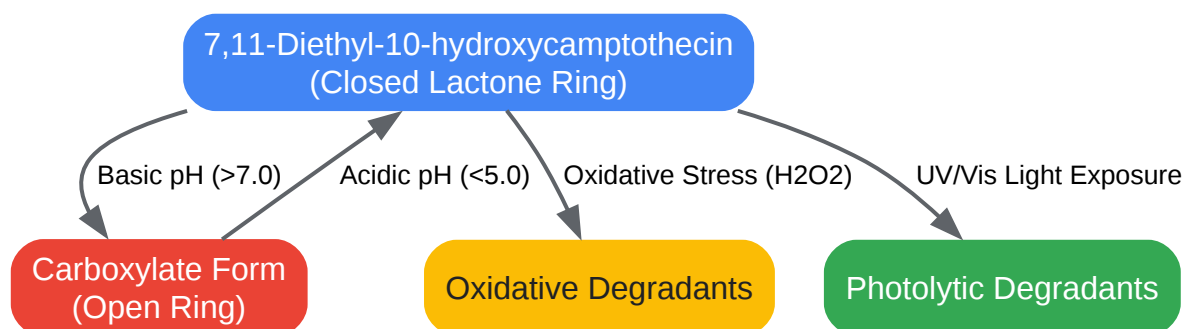 7,11-Diethyl-10-hydroxycamptothecin
(Closed Lactone Ring)
Basic pH (>7.0)
Acidic pH (<5.0)
Oxidative Stress (H2O2)
UV/Vis Light Exposure
Carboxylate Form
(Open Ring)
Oxidative Degradants
Photolytic Degradants